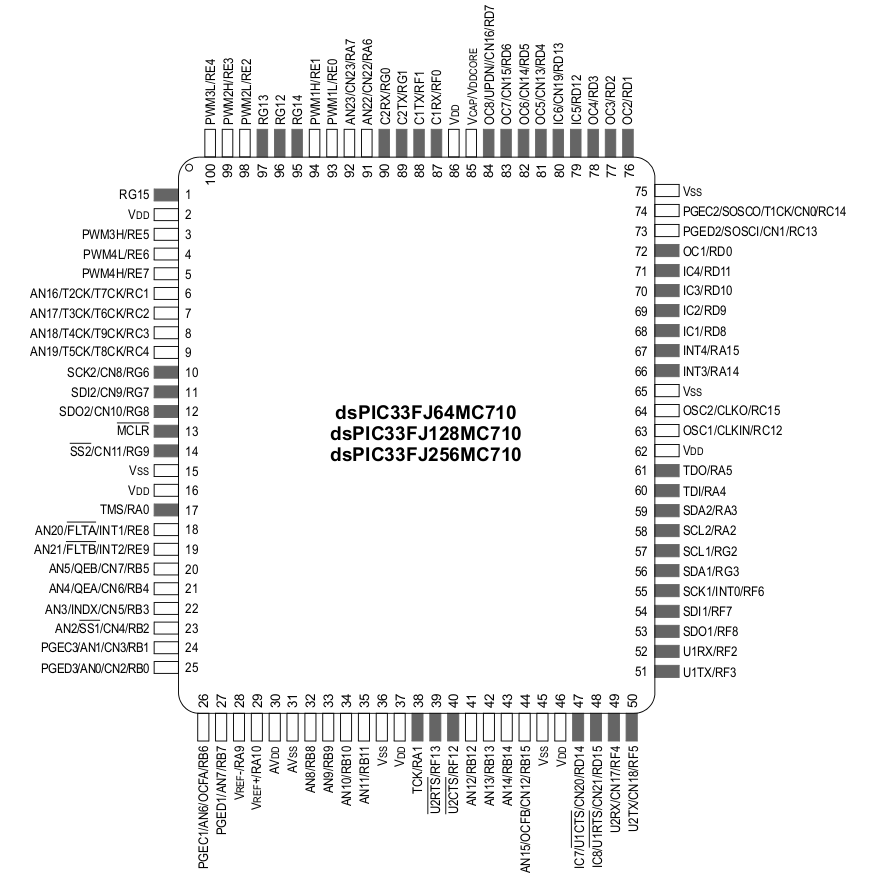 PWM3L/RE4
PWM2H/RE3
PWM2L/RE2
RG13
RG12
RG14
PWM1H/RE1
PWM1L/RE0
AN23/CN23/RA7
AN22/CN22/RA6
C2RX/RG0
C2TX/RG1
C1TX/RF1
C1RX/RF0
VDD
VCAP/VDDCORE
OC8/UPDN//CN16/RD7
OC7/CN15/RD6
OC6/CN14/RD5
OC5/CN13/RD4
IC6/CN19/RD13
IC5/RD12
OC4/RD3
OC3/RD2
OC2/RD1
100
99
98
97
96
95
94
93
92
91
90
89
88
87
86
85
84
83
82
81
80
79
78
77
76
RG15 1
VDD 2
PWM3H/RE5 3
PWM4L/RE6 4
PWM4H/RE7 5
AN16/T2CK/T7CK/RC1 6
AN17/T3CK/T6CK/RC2 7
AN18/T4CK/T9CK/RC3 8
AN19/T5CK/T8CK/RC4 9
SCK2/CN8/RG6 10
SDI2/CN9/RG7 11
SDO2/CN10/RG8 12
MCLR 13
SS2/CN11/RG9 14
VSS 15
VDD 16
TMS/RA0 17
AN20/FLTA/INT1/RE8 18
AN21/FLTB/INT2/RE9 19
AN5/QEB/CN7/RB5 20
AN4/QEA/CN6/RB4 21
AN3/INDX/CN5/RB3 22
AN2/SS1/CN4/RB2 23
PGEC3/AN1/CN3/RB1 24
PGED3/AN0/CN2/RB0 25
dsPIC33FJ64MC710
dsPIC33FJ128MC710
dsPIC33FJ256MC710
75 VSS
74 PGEC2/SOSCO/T1CK/CN0/RC14
73 PGED2/SOSCI/CN1/RC13
72 OC1/RD0
71 IC4/RD11
70 IC3/RD10
69 IC2/RD9
68 IC1/RD8
67 INT4/RA15
66 INT3/RA14
65 VSS
64 OSC2/CLKO/RC15
63 OSC1/CLKIN/RC12
62 VDD
61 TDO/RA5
60 TDI/RA4
59 SDA2/RA3
58 SCL2/RA2
57 SCL1/RG2
56 SDA1/RG3
55 SCK1/INT0/RF6
54 SDI1/RF7
53 SDO1/RF8
52 U1RX/RF2
51 U1TX/RF3
26
27
28
29
30
31
32
33
34
35
36
37
38
39
40
41
42
43
44
45
46
47
48
49
50
PGEC1/AN6/OCFA/RB6
PGED1/AN7/RB7
VREF-/RA9
VREF+/RA10
AVDD
AVSS
AN8/RB8
AN9/RB9
AN10/RB10
AN11/RB11
VSS
VDD
TCK/RA1
U2RTS/RF13
U2CTS/RF12
AN12/RB12
AN13/RB13
AN14/RB14
AN15/OCFB/CN12/RB15
VSS
VDD
IC7/U1CTS/CN20/RD14
IC8/U1RTS/CN21/RD15
U2RX/CN17/RF4
U2TX/CN18/RF5